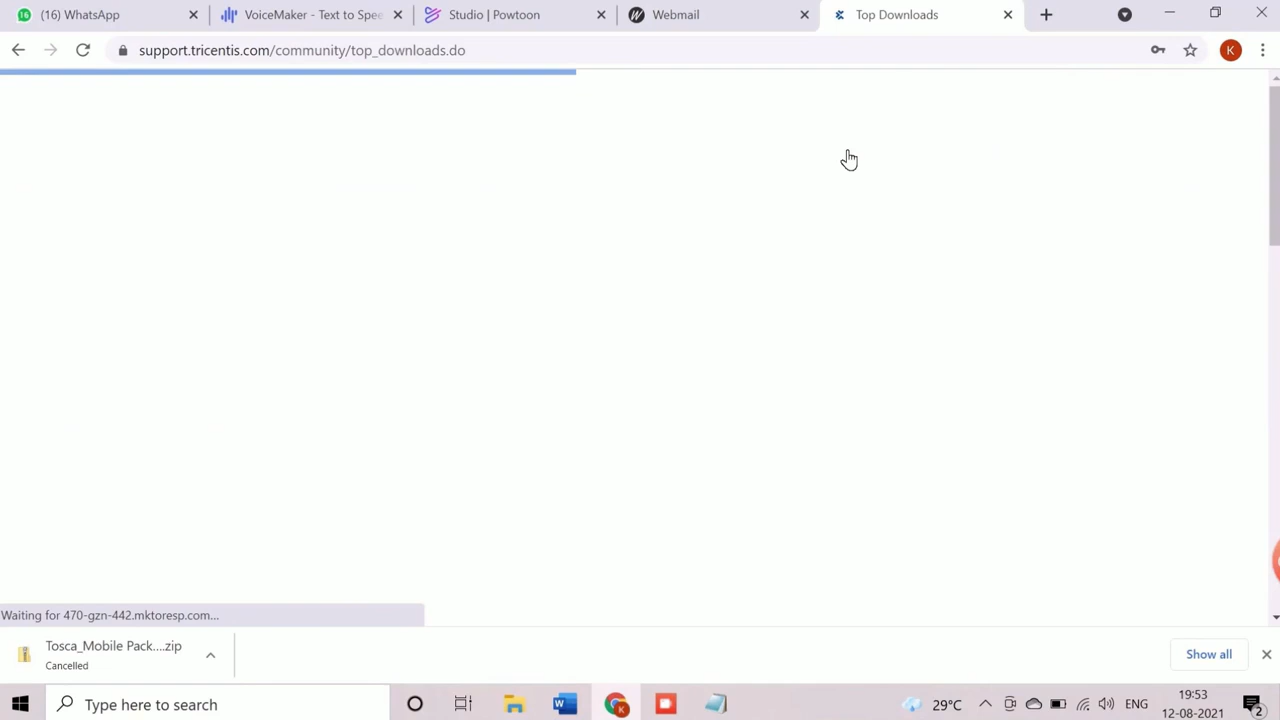 (16) WhatsApp
VoiceMaker - Text to Spee
Studio | Powtoon
Webmail
Top Downloads
support.tricentis.com/community/top_downloads.do
K
Waiting for 470-gzn-442.mktoresp.com...
Tosca_Mobile Pack....zip
Cancelled
Show all
Type here to search
29°C
ENG
19:53
12-08-2021
2